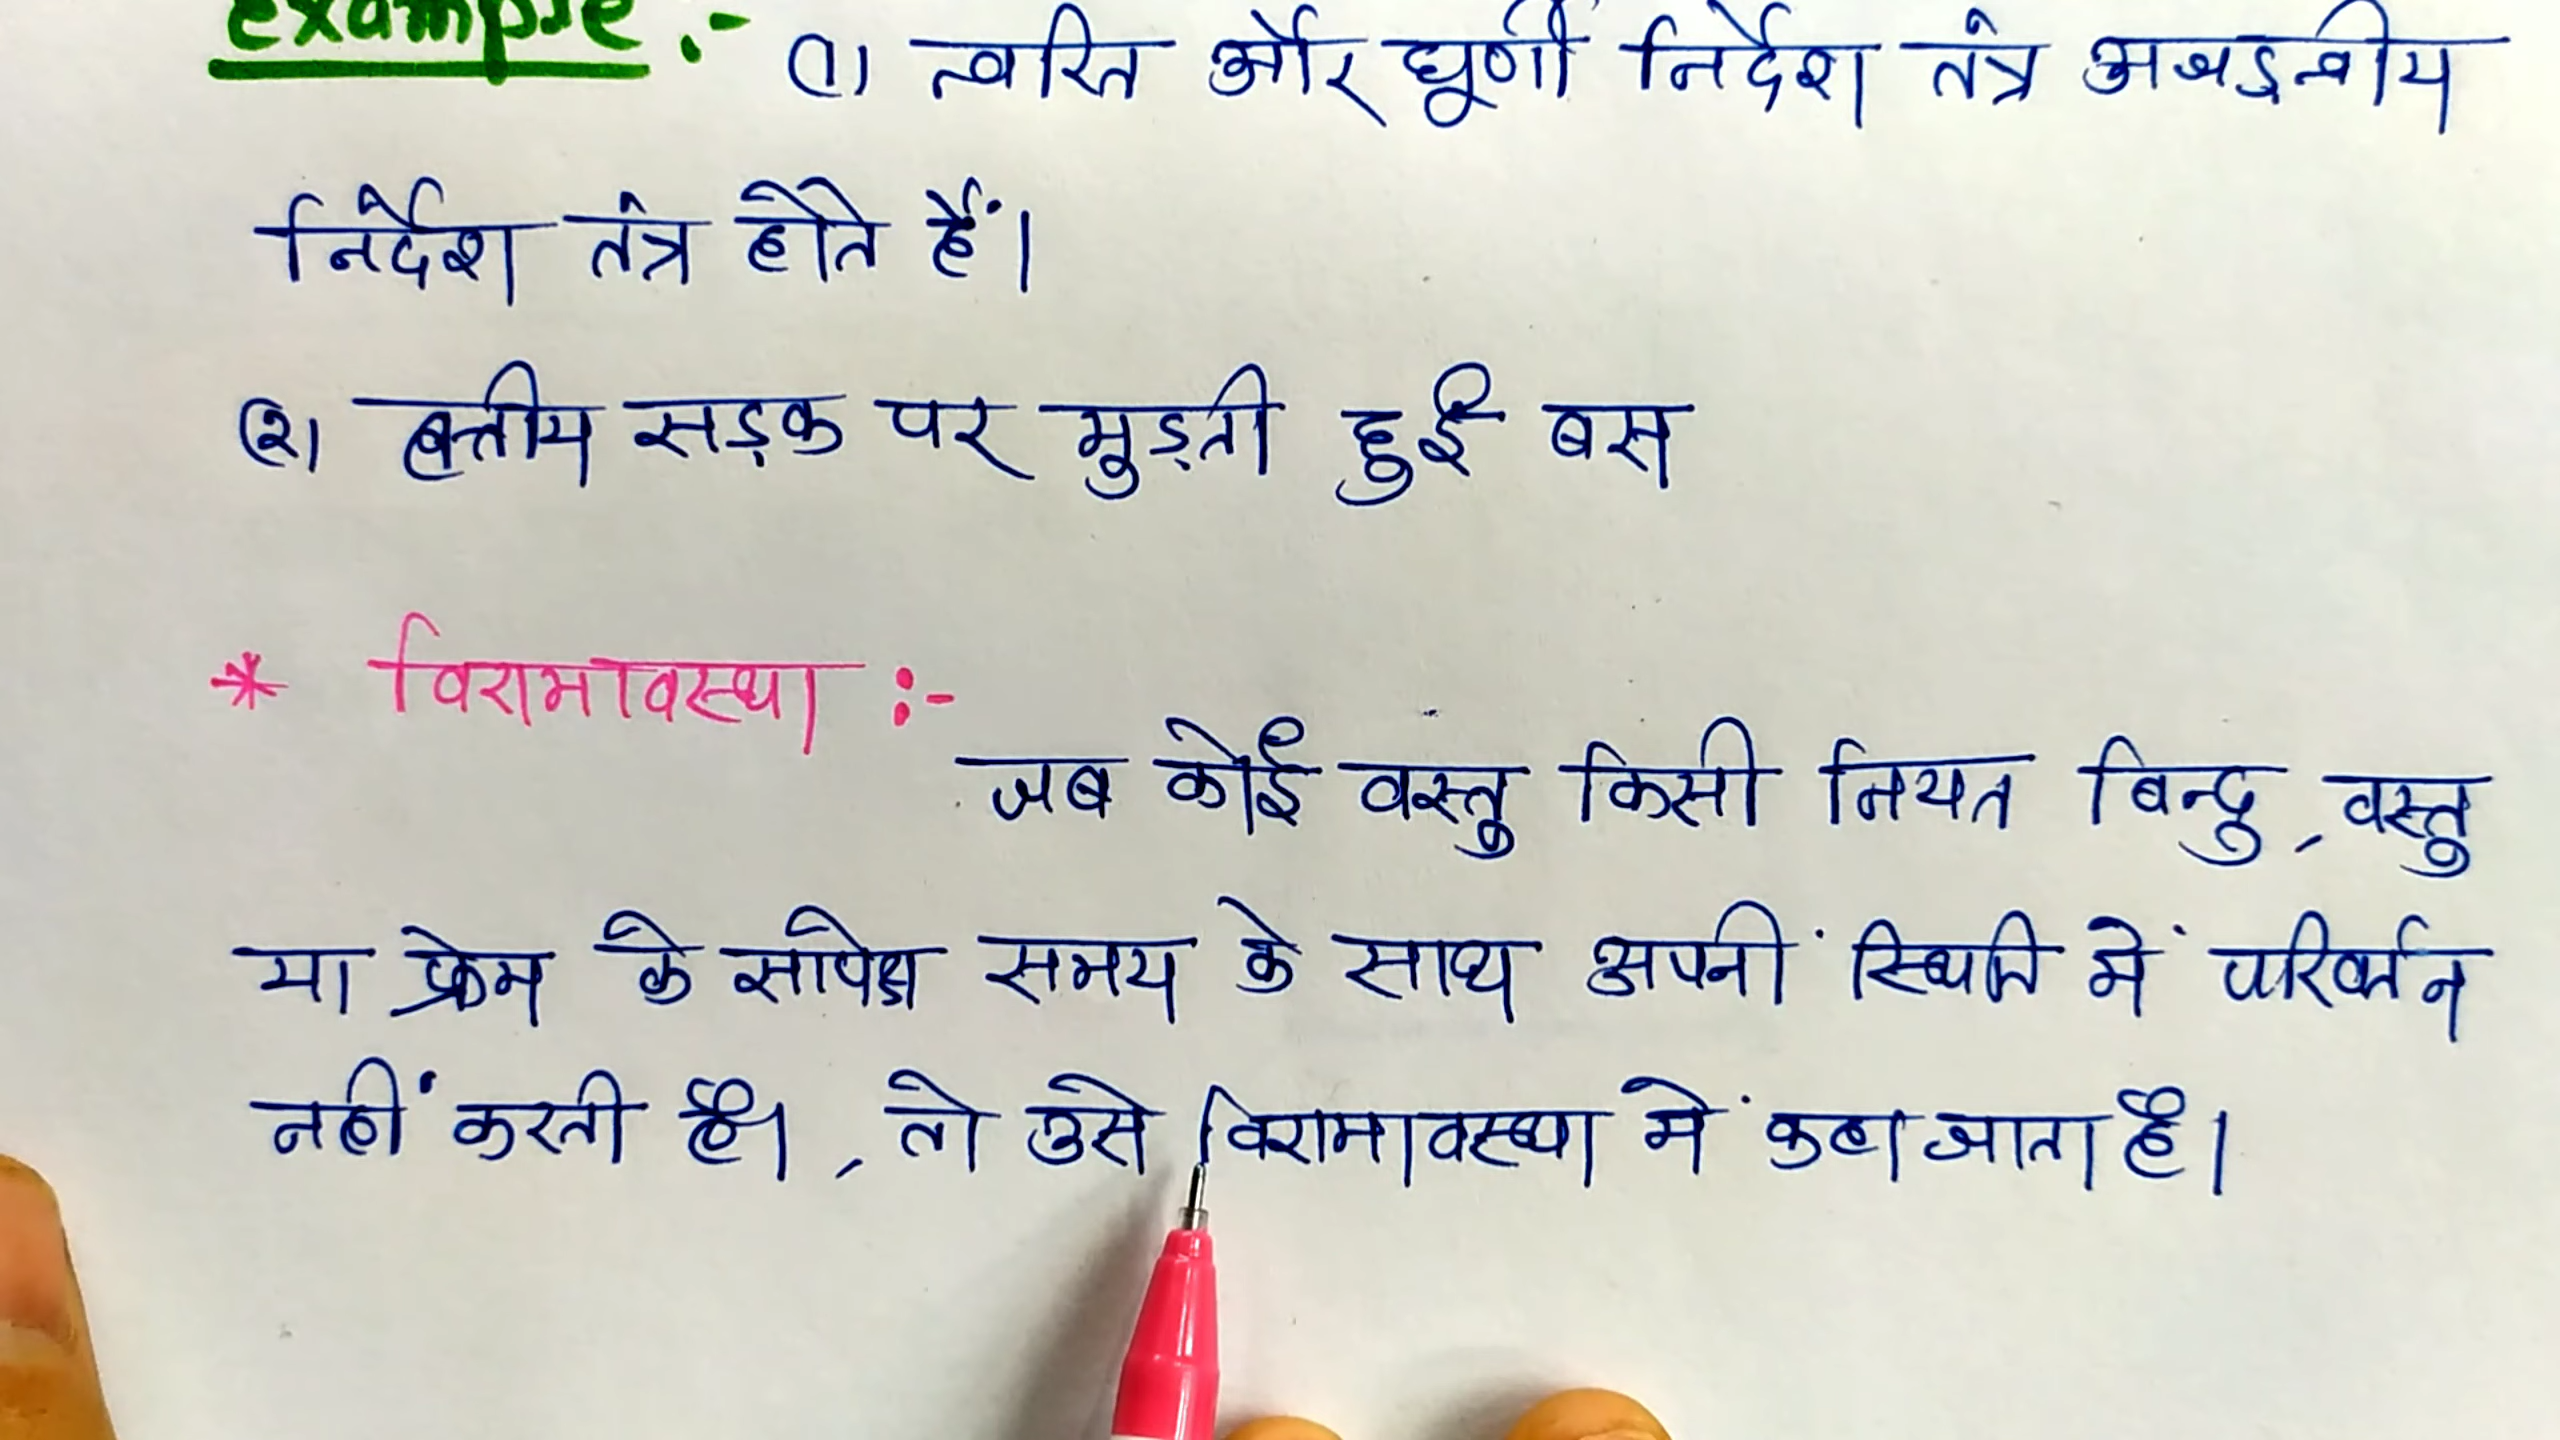 example :- (1) त्वरित और घूर्णी निर्देश तंत्र अजड़त्वीय
निर्देश तंत्र होते हैं।
(2) वृत्तीय सड़क पर मुड़ती हुई बस
* विरामावस्था :-
जब कोई वस्तु किसी नियत बिन्दु, वस्तु
या फ्रेम के सापेक्ष समय के साथ अपनीं स्थिति में परिवर्तन
नहीं करती है।, तो उसे विरामावस्था में कहा जाता है।